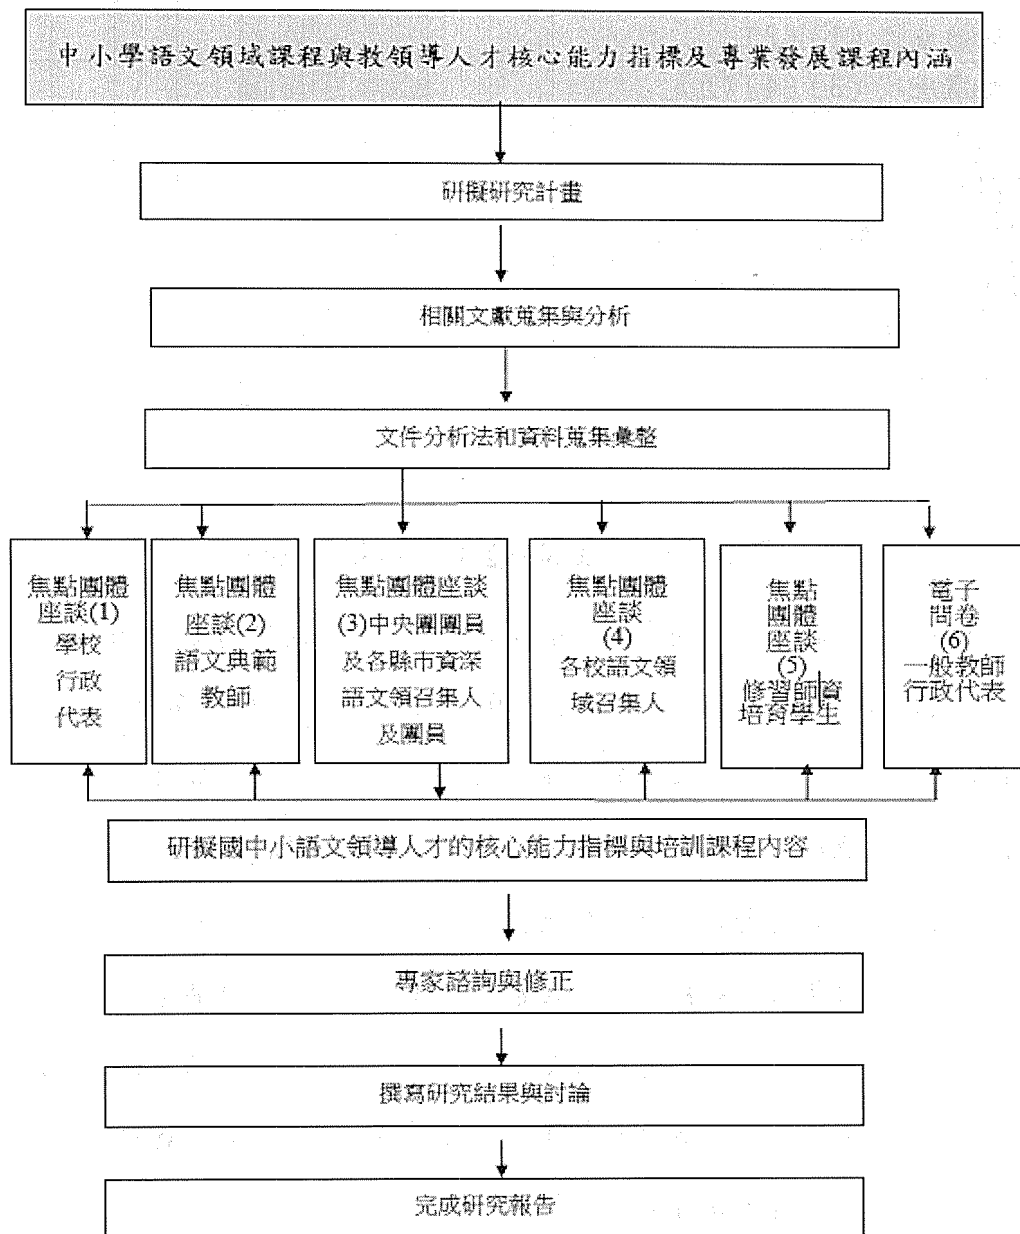 中小學語文領域課程與教領導人才核心能力指標及專業發展課程內涵
研擬研究計畫
相關文獻蒐集與分析
文件分析法和資料蒐集彙整
焦點團體
座談(1)
學校
行政
代表
焦點團體
座談(2)
語文典範
教師
焦點團體座談
(3)中央團團員
及各縣市資深
語文領召集人
及團員
焦點團體
座談
(4)
各校語文領
域召集人
焦點
團體
座談
(5)
修習師資
培育學生
電子
問卷
(6)
一般教師
行政代表
研擬國中小語文領導人才的核心能力指標與培訓課程內容
專家諮詢與修正
撰寫研究結果與討論
完成研究報告